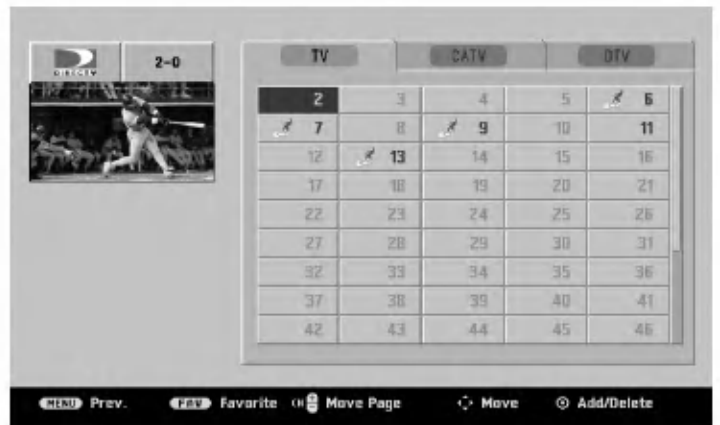 DIRECTV 2-0
TV CATV DTV
2 3 4 5 6
7 8 9 10 11
12 13 14 15 16
17 18 19 20 21
22 23 24 25 26
27 28 29 30 31
32 33 34 35 36
37 38 39 40 41
42 43 44 45 46
MENU Prev. FAV Favorite CH Move Page Move Add/Delete